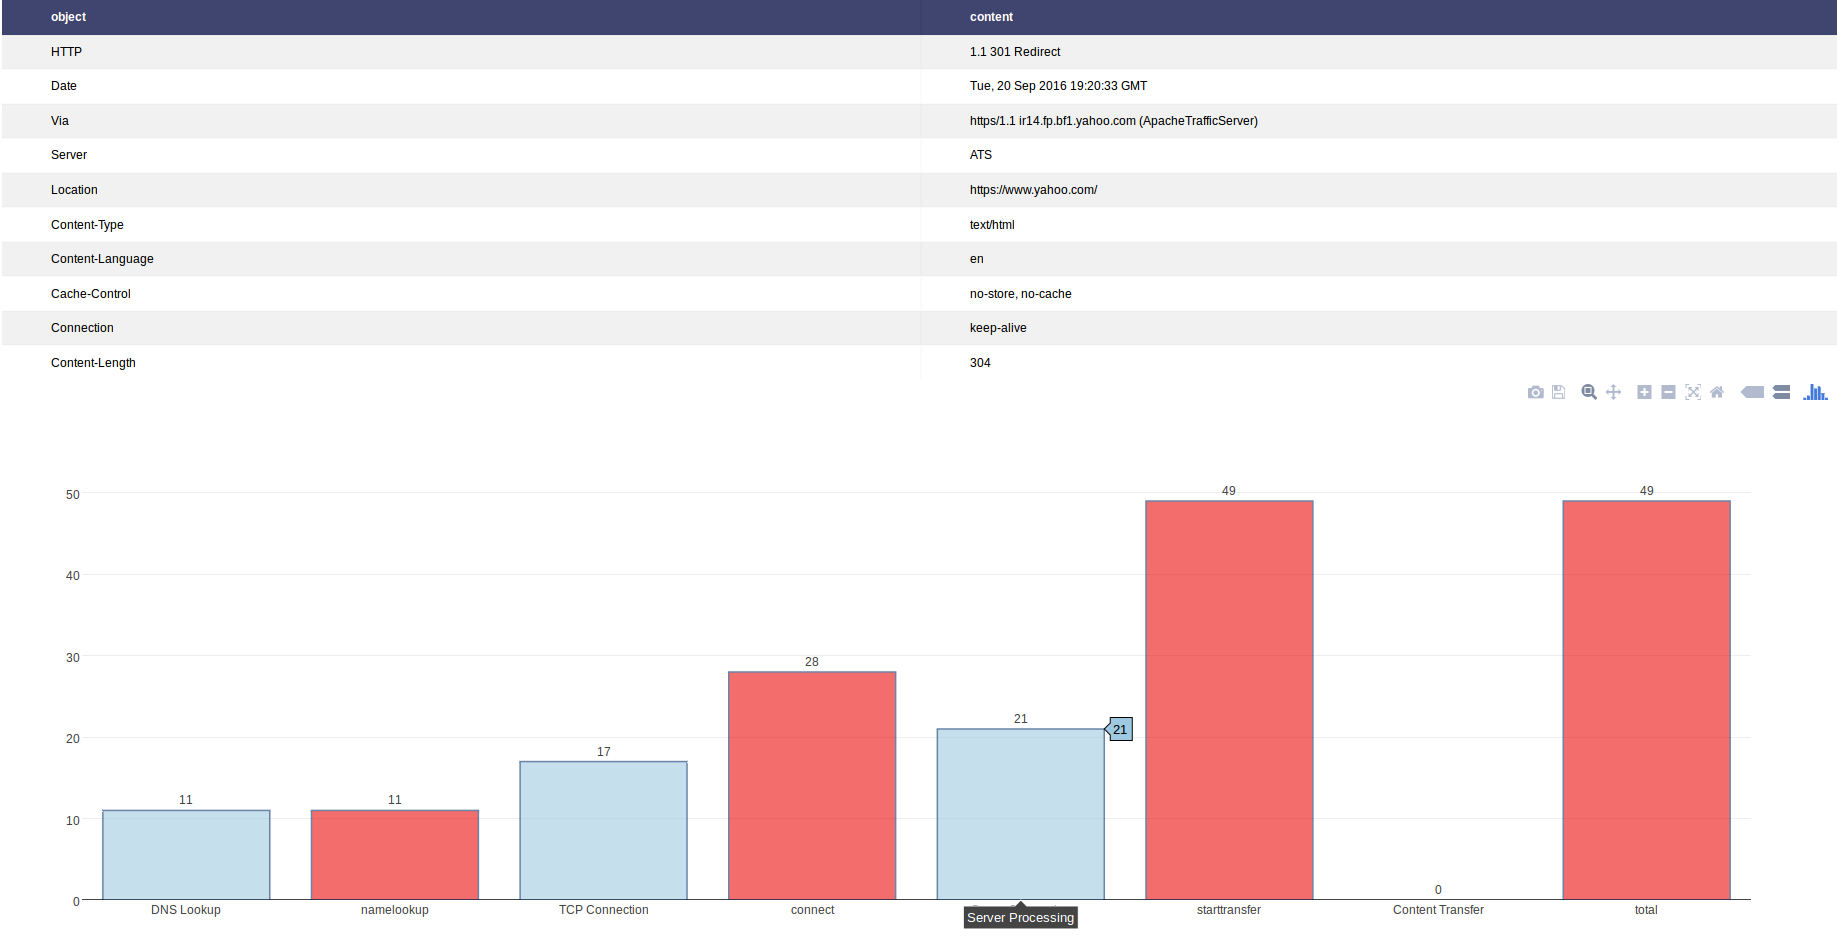 object content
HTTP 1.1 301 Redirect
Date Tue, 20 Sep 2016 19:20:33 GMT
Via https/1.1 ir14.fp.bf1.yahoo.com (ApacheTrafficServer)
Server ATS
Location https://www.yahoo.com/
Content-Type text/html
Content-Language en
Cache-Control no-store, no-cache
Connection keep-alive
Content-Length 304
50
40
30
20
10
0
11
11
17
28
21
21
49
0
49
DNS Lookup namelookup TCP Connection connect Server Processing starttransfer Content Transfer total